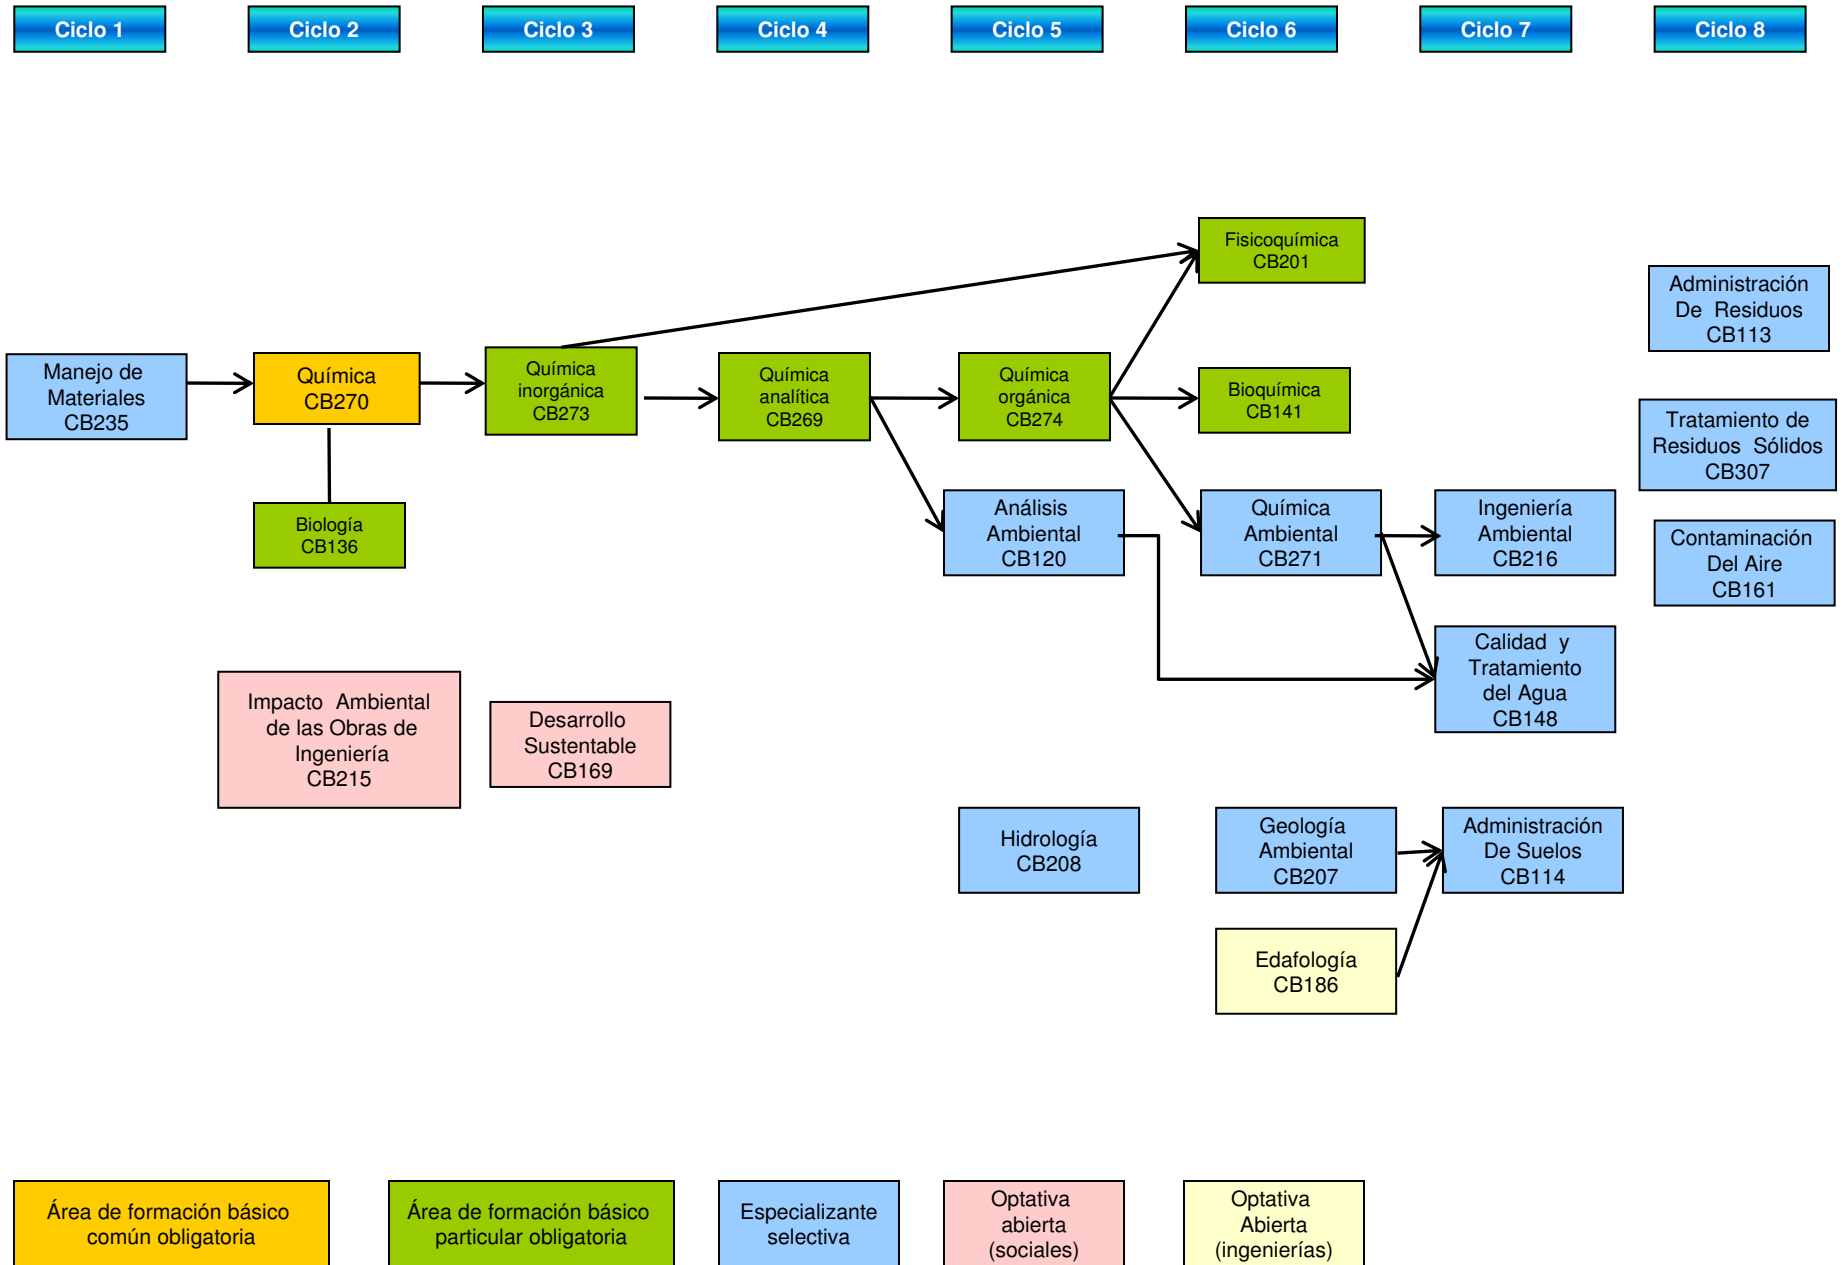 Ciclo 1
Ciclo 2
Ciclo 3
Ciclo 4
Ciclo 5
Ciclo 6
Ciclo 7
Ciclo 8
Fisicoquímica
CB201
Administración
De Residuos
CB113
Manejo de
Materiales
CB235
Química
CB270
Química
inorgánica
CB273
Química
analítica
CB269
Química
orgánica
CB274
Bioquímica
CB141
Tratamiento de
Residuos Sólidos
CB307
Biología
CB136
Análisis
Ambiental
CB120
Química
Ambiental
CB271
Ingeniería
Ambiental
CB216
Contaminación
Del Aire
CB161
Calidad y
Tratamiento
del Agua
CB148
Impacto Ambiental
de las Obras de
Ingeniería
CB215
Desarrollo
Sustentable
CB169
Hidrología
CB208
Geología
Ambiental
CB207
Administración
De Suelos
CB114
Edafología
CB186
Área de formación básico
común obligatoria
Área de formación básico
particular obligatoria
Especializante
selectiva
Optativa
abierta
(sociales)
Optativa
Abierta
(ingenierías)